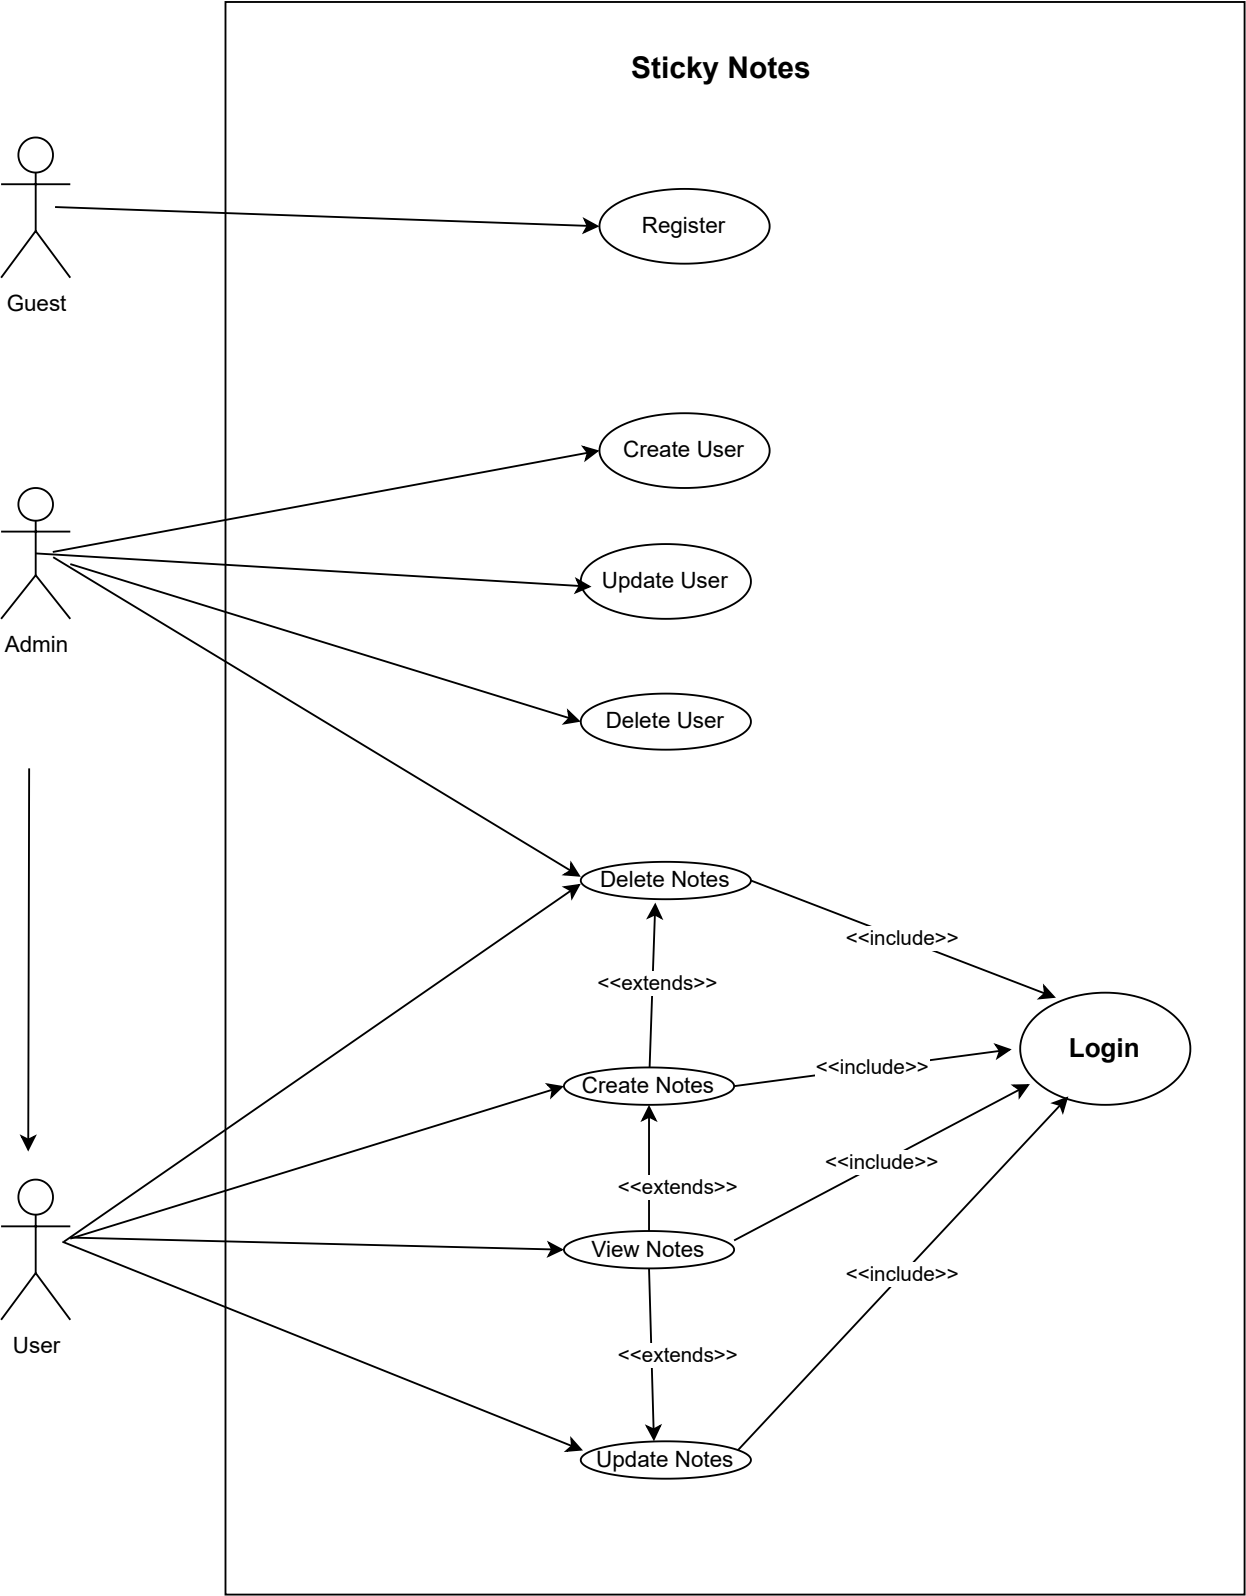 Sticky Notes
Register
Guest
Create User
Update User
Admin
Delete User
Delete Notes
<<include>>
<<extends>>
Login
<<include>>
Create Notes
<<include>>
<<extends>>
View Notes
<<include>>
User
<<extends>>
Update Notes